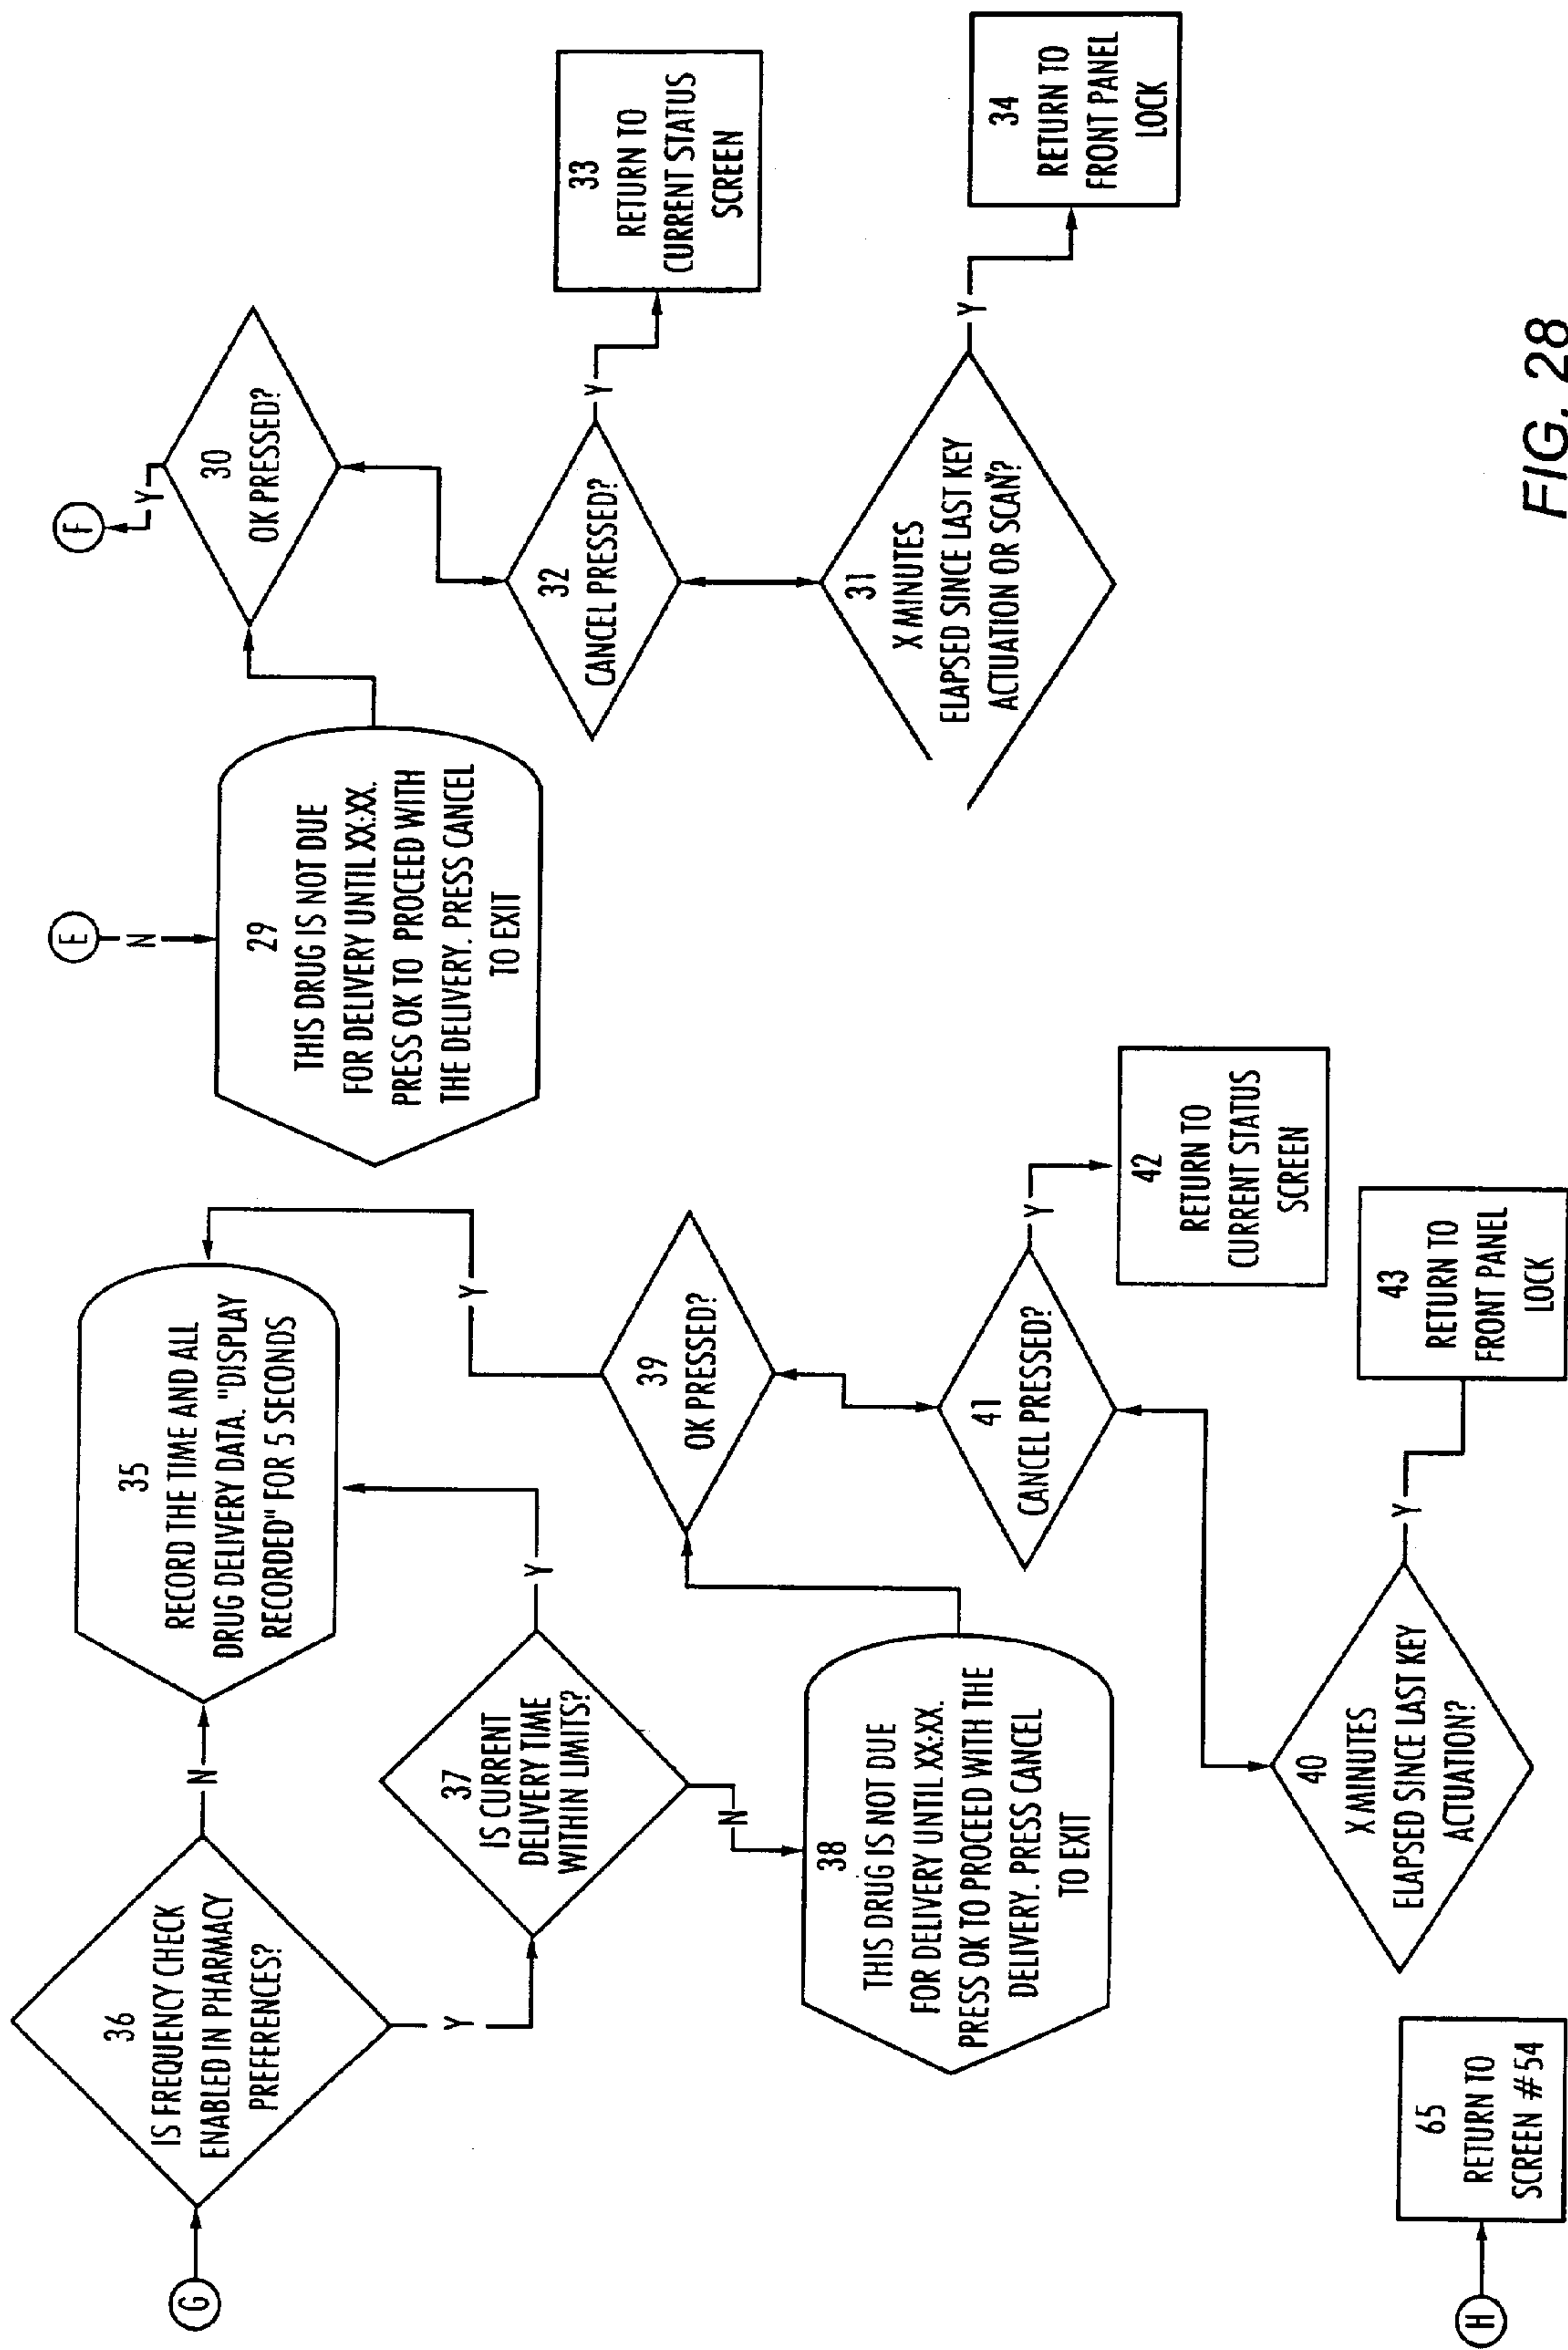 G
36
IS FREQUENCY CHECK
ENABLED IN PHARMACY
PREFERENCES?
N
Y
35
RECORD THE TIME AND ALL
DRUG DELIVERY DATA. "DISPLAY
RECORDED" FOR 5 SECONDS
37
IS CURRENT
DELIVERY TIME
WITHIN LIMITS?
Y
N
38
THIS DRUG IS NOT DUE
FOR DELIVERY UNTIL XX:XX.
PRESS OK TO PROCEED WITH THE
DELIVERY. PRESS CANCEL
TO EXIT
39
OK PRESSED?
Y
41
CANCEL PRESSED?
Y
42
RETURN TO
CURRENT STATUS
SCREEN
40
X MINUTES
ELAPSED SINCE LAST KEY
ACTUATION?
Y
43
RETURN TO
FRONT PANEL
LOCK
H
65
RETURN TO
SCREEN #54
E
N
29
THIS DRUG IS NOT DUE
FOR DELIVERY UNTIL XX:XX.
PRESS OK TO PROCEED WITH
THE DELIVERY. PRESS CANCEL
TO EXIT
F
Y
30
OK PRESSED?
32
CANCEL PRESSED?
Y
33
RETURN TO
CURRENT STATUS
SCREEN
31
X MINUTES
ELAPSED SINCE LAST KEY
ACTUATION OR SCAN?
Y
34
RETURN TO
FRONT PANEL
LOCK
FIG. 28